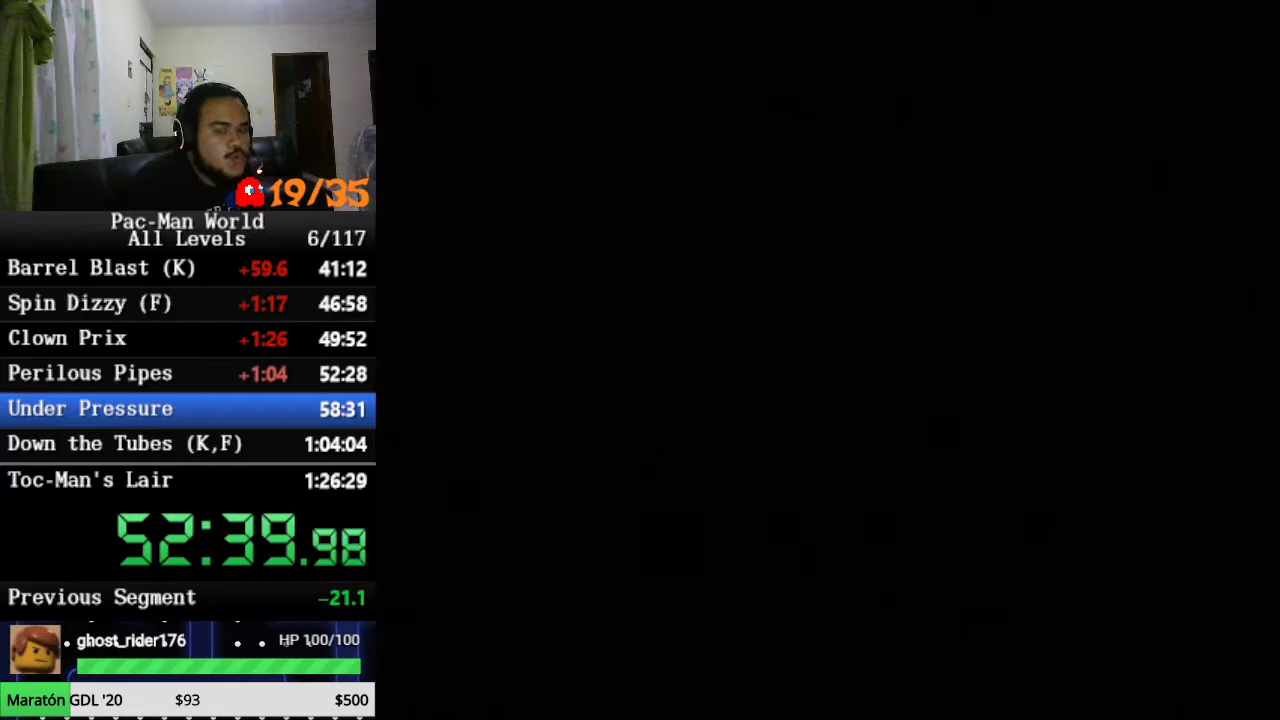 19/35
Pac-Man World
All Levels 6/117
Barrel Blast (K) +59.6 41:12
Spin Dizzy (F) +1:17 46:58
Clown Prix +1:26 49:52
Perilous Pipes +1:04 52:28
Under Pressure 58:31
Down the Tubes (K,F) 1:04:04
Toc-Man's Lair 1:26:29
52:39.98
Previous Segment -21.1
ghost_rider176 HP 100/100
Maratón GDL '20 $93 $500